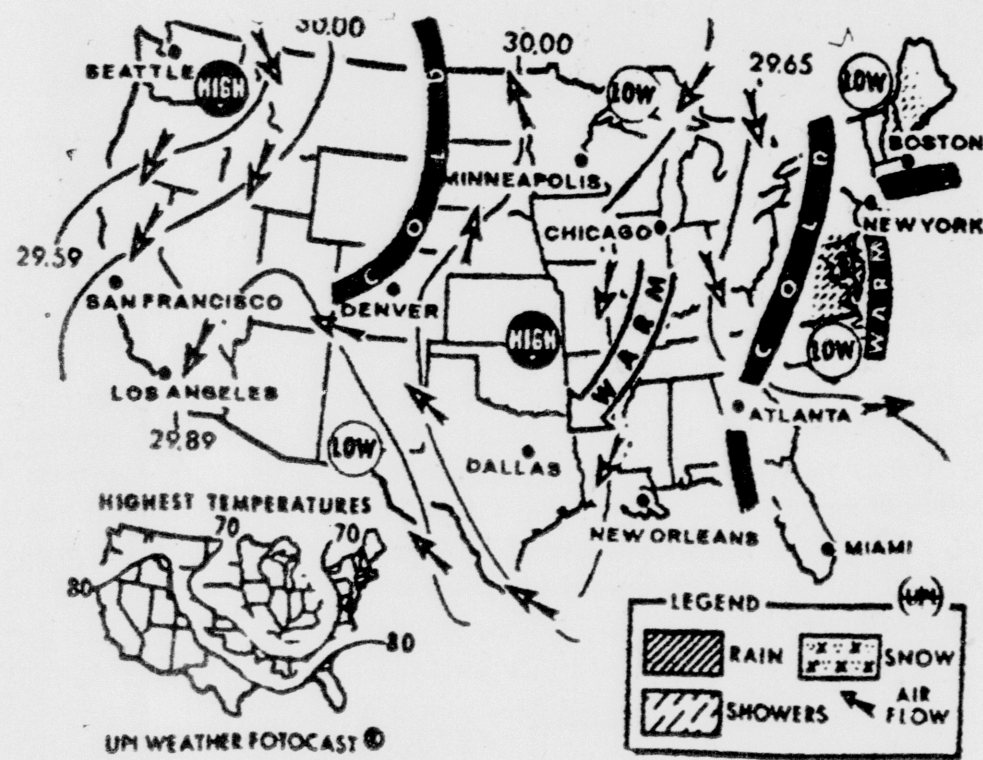 30.00
30.00
29.65
SEATTLE
HIGH
COLD
LOW
LOW
BOSTON
MINNEAPOLIS
COLD
CHICAGO
NEW YORK
29.59
SAN FRANCISCO
DENVER
WARM
WARM
HIGH
LOW
LOS ANGELES
ATLANTA
29.89
LOW
DALLAS
HIGHEST TEMPERATURES
70
70
NEW ORLEANS
MIAMI
80
80
LEGEND
(UPI)
RAIN
SNOW
SHOWERS
AIR
FLOW
UPI WEATHER FOTOCAST ©